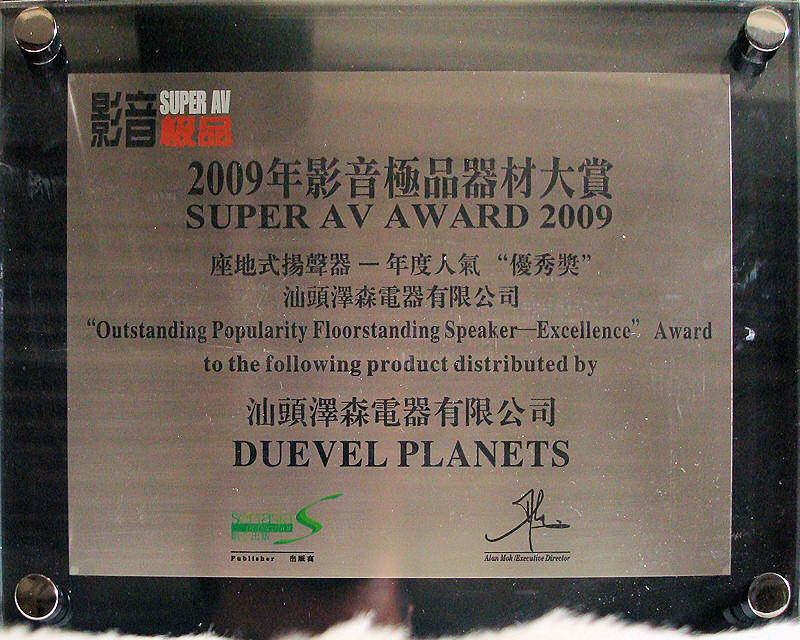 影音 SUPER AV
極品
2009年影音極品器材大賞
SUPER AV AWARD 2009
座地式揚聲器 — 年度人氣 “優秀獎”
汕頭澤森電器有限公司
“Outstanding Popularity Floorstanding Speaker—Excellence” Award
to the following product distributed by
汕頭澤森電器有限公司
DUEVEL PLANETS
Publisher 出版商
Alan Mok /Executive Director